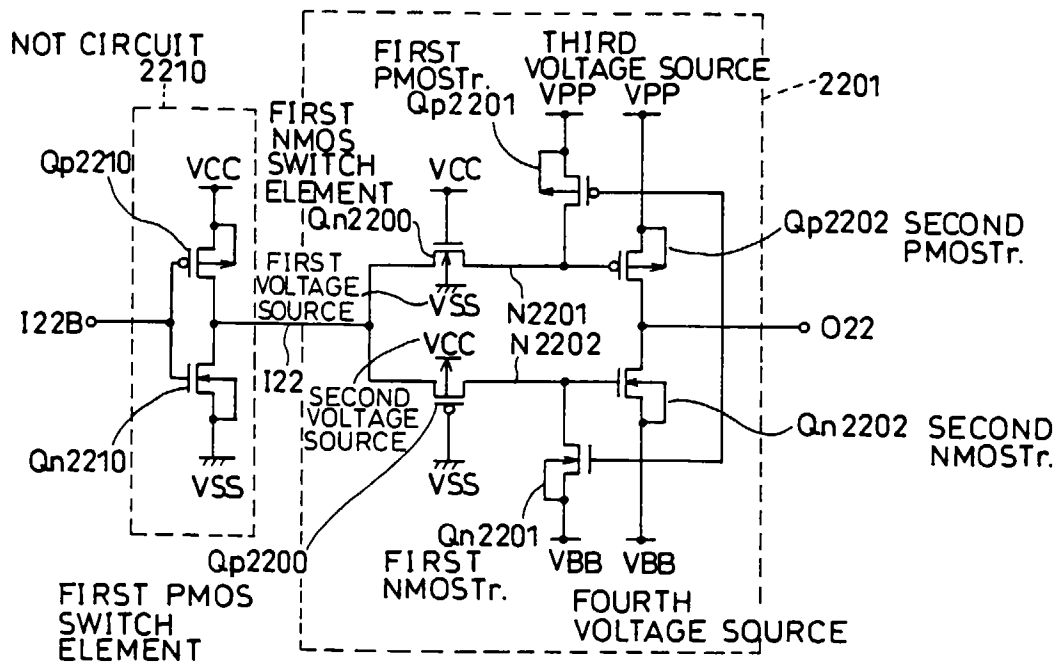 NOT CIRCUIT
2210
FIRST
PMOSTr.
Qp2201
THIRD
VOLTAGE SOURCE
VPP
VPP
2201
FIRST
NMOS
SWITCH
ELEMENT
Qn2200
Qp2210
VCC
VCC
Qp2202 SECOND
PMOSTr.
FIRST
VOLTAGE
SOURCE
VSS
N2201
I22B
O22
I22
VCC
N2202
SECOND
VOLTAGE
SOURCE
Qn2202 SECOND
NMOSTr.
Qn2210
VSS
VSS
Qp2200
Qn2201
FIRST
NMOSTr.
VBB
VBB
FIRST PMOS
SWITCH
ELEMENT
FOURTH
VOLTAGE SOURCE